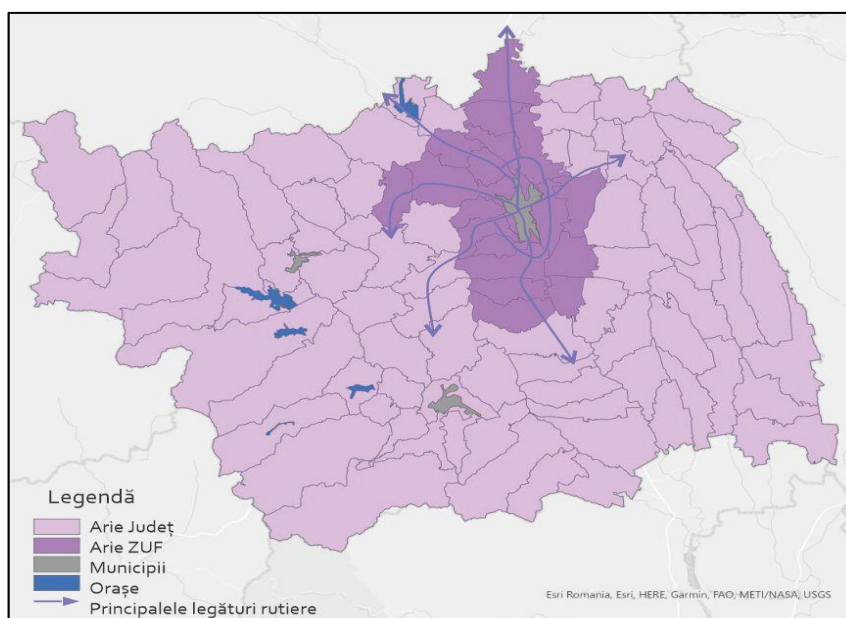 Legendă
Arie Județ
Arie ZUF
Municipii
Orașe
Principalele legături rutiere
Esri Romania, Esri, HERE, Garmin, FAO, METI/NASA, USGS